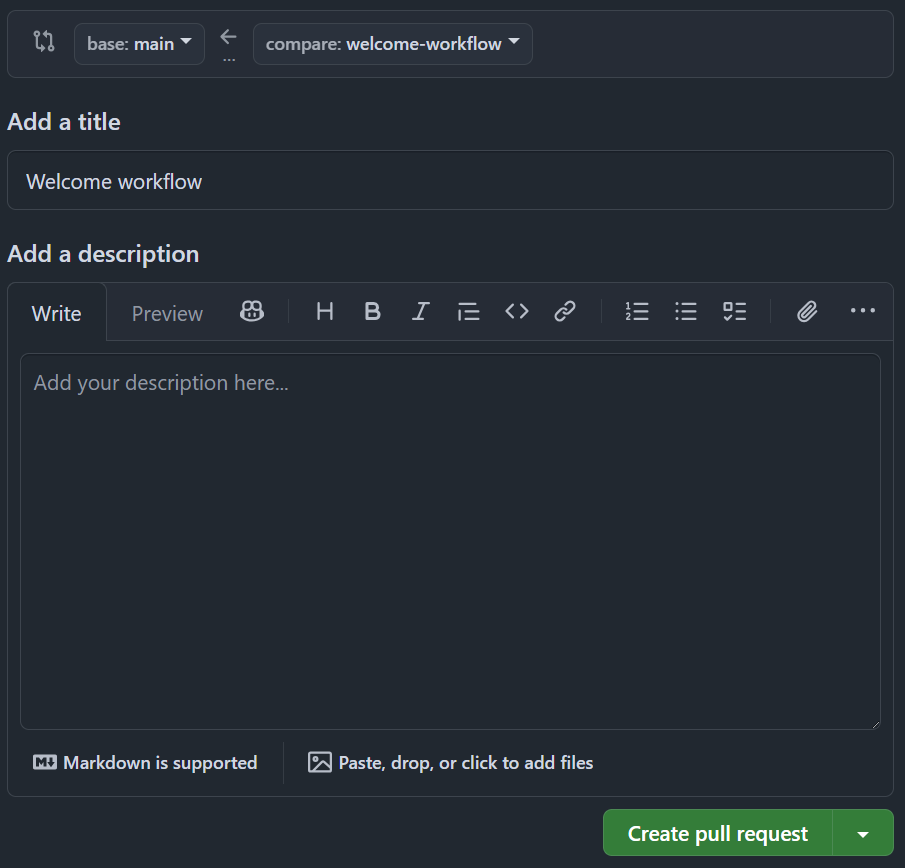 base: main compare: welcome-workflow
...
Add a title
Welcome workflow
Add a description
Write Preview
Add your description here...
Markdown is supported Paste, drop, or click to add files
Create pull request